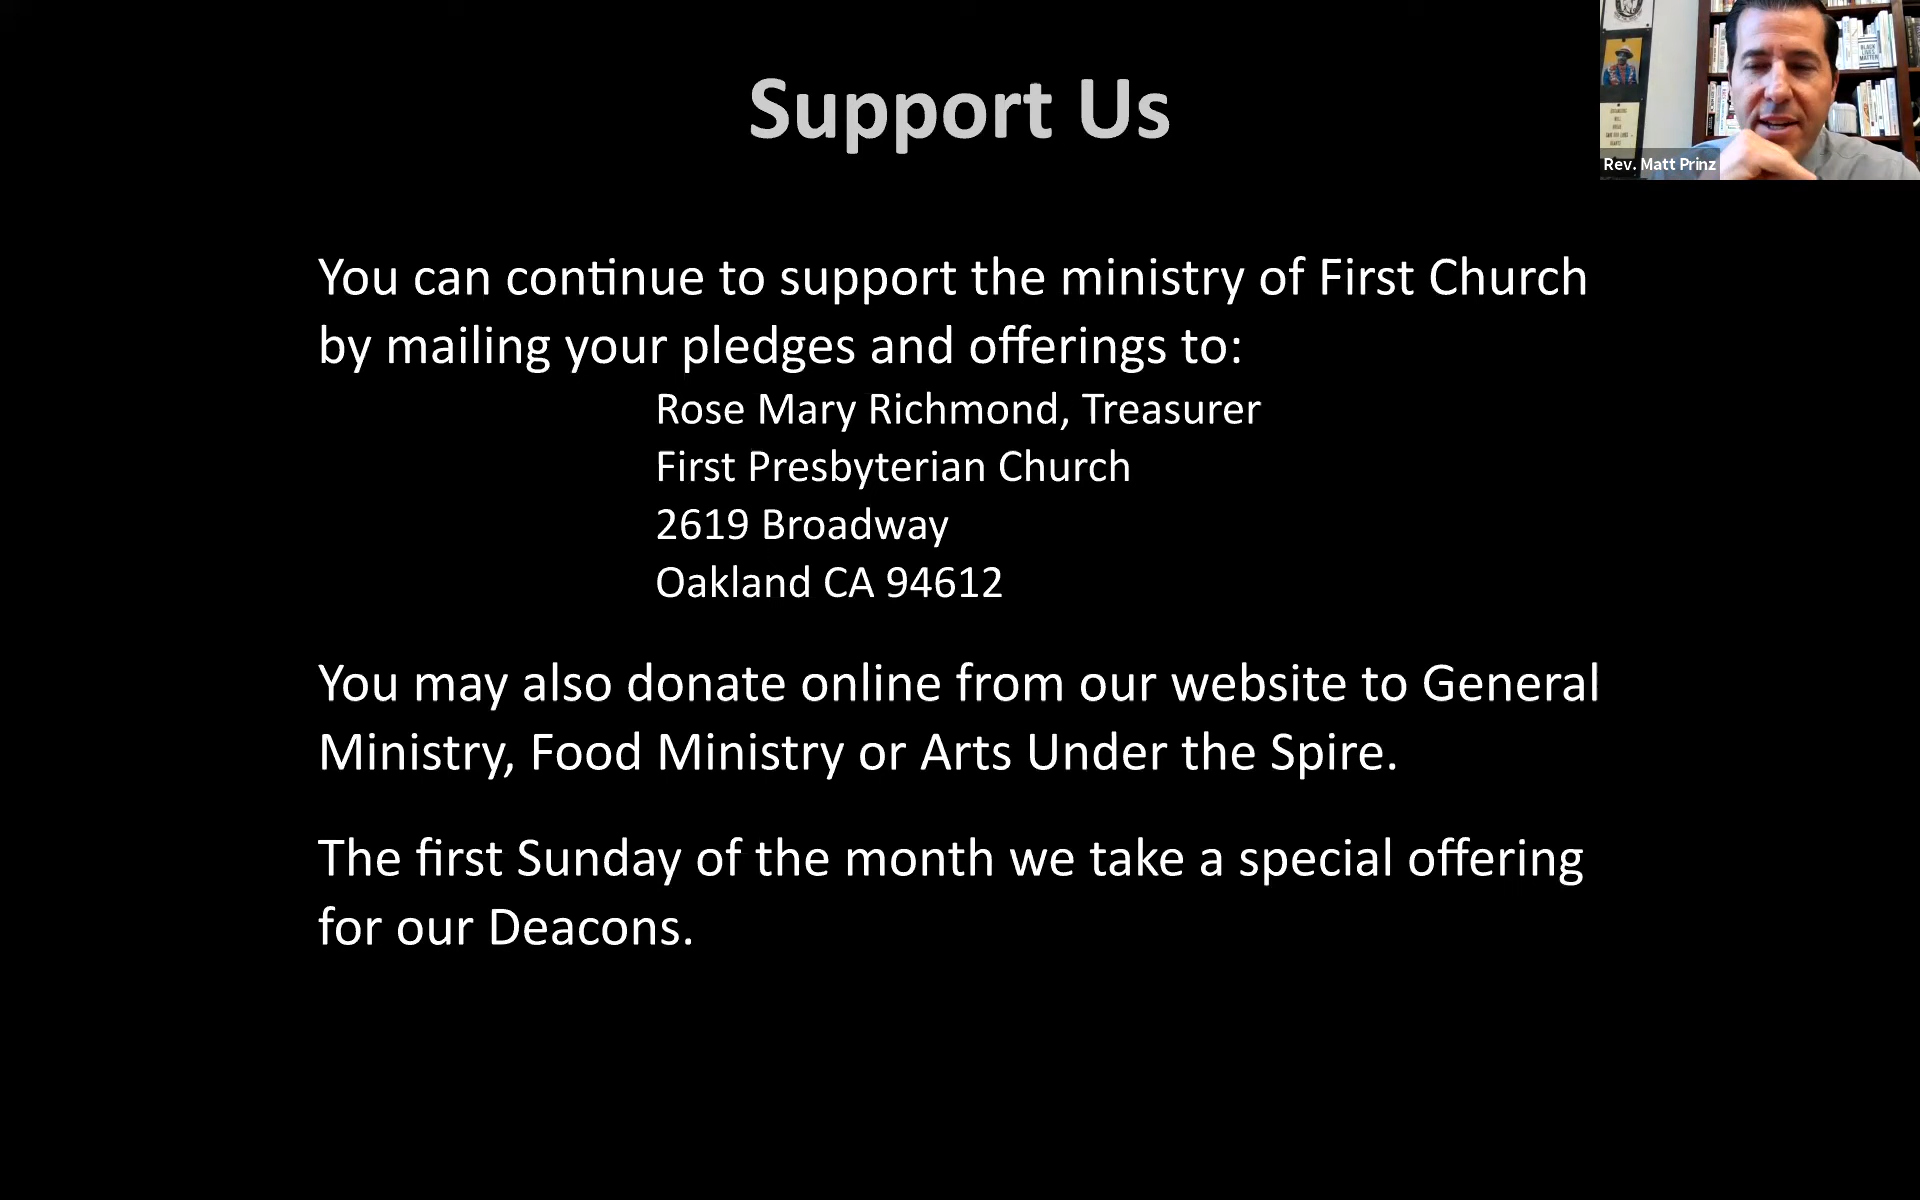 Support Us
You can continue to support the ministry of First Church
by mailing your pledges and offerings to:
Rose Mary Richmond, Treasurer
First Presbyterian Church
2619 Broadway
Oakland CA 94612
You may also donate online from our website to General
Ministry, Food Ministry or Arts Under the Spire.
The first Sunday of the month we take a special offering
for our Deacons.
BLACK
LIVES
MATTER
Rev. Matt Prinz